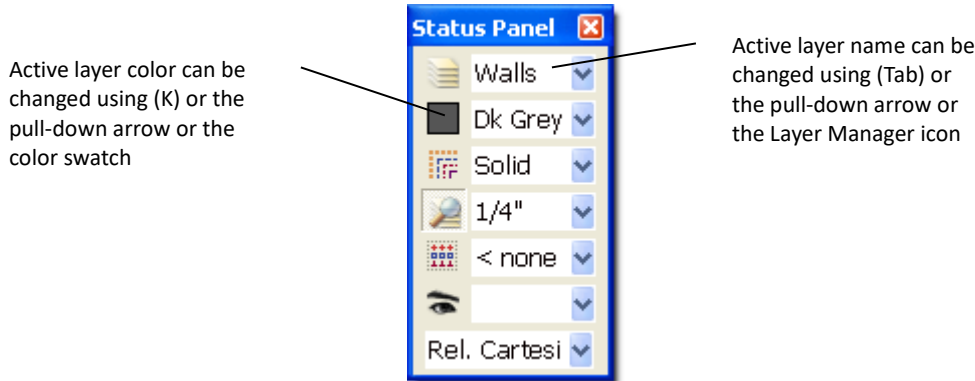 Active layer color can be
changed using (K) or the
pull-down arrow or the
color swatch
Status Panel
Walls
Dk Grey
Solid
1/4"
< none
Rel. Cartesi
Active layer name can be
changed using (Tab) or
the pull-down arrow or
the Layer Manager icon